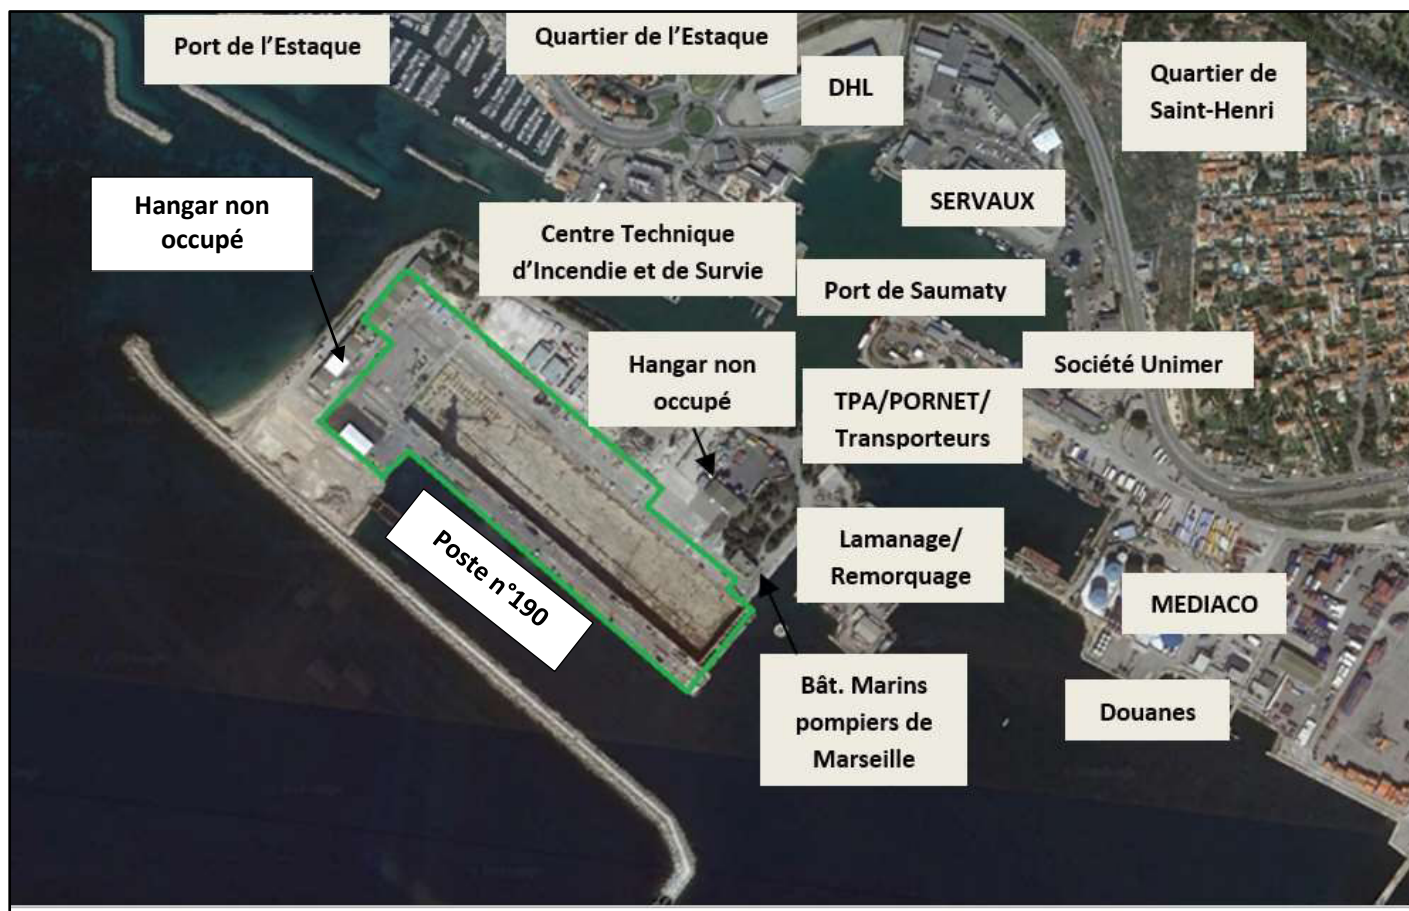 Port de l’Estaque
Quartier de l’Estaque
DHL
Quartier de
Saint-Henri
Hangar non
occupé
SERVAUX
Centre Technique
d’Incendie et de Survie
Port de Saumaty
Hangar non
occupé
Société Unimer
TPA/PORNET/
Transporteurs
Poste n°190
Lamanage/
Remorquage
MEDIACO
Bât. Marins
pompiers de
Marseille
Douanes